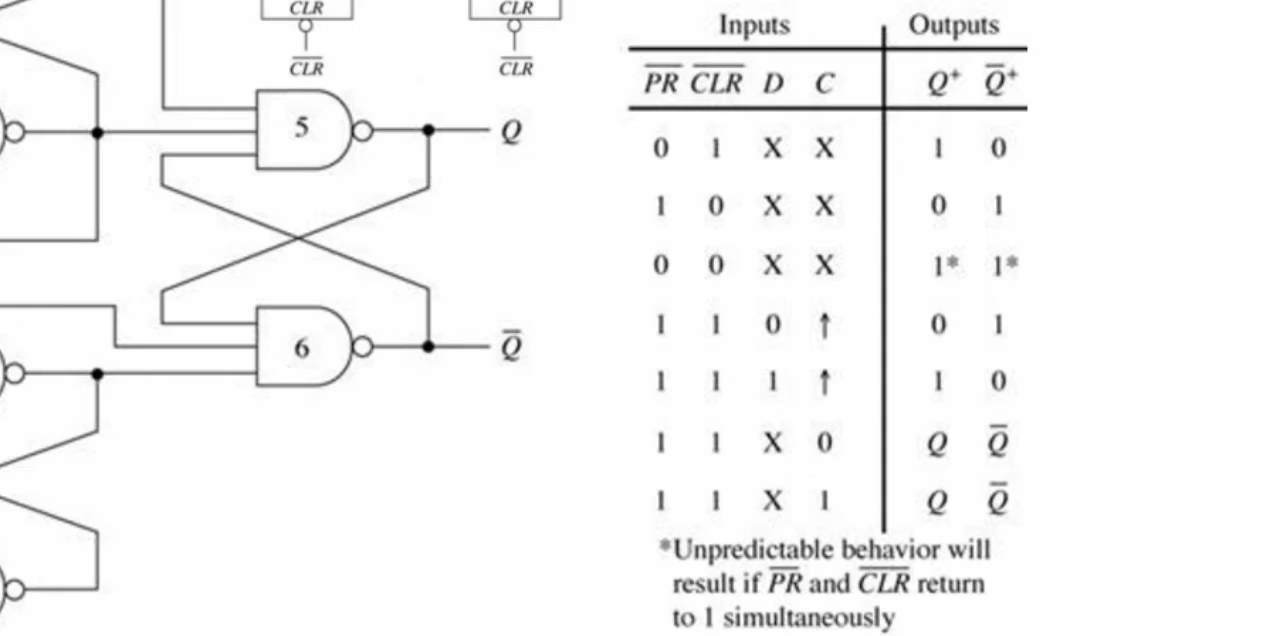 CLR CLR
C̅L̅R̅ C̅L̅R̅
5
Q
6
Q̅
Inputs Outputs
P̅R̅ C̅L̅R̅ D C Q⁺ Q̅⁺
0 1 X X 1 0
1 0 X X 0 1
0 0 X X 1* 1*
1 1 0 ↑ 0 1
1 1 1 ↑ 1 0
1 1 X 0 Q Q̅
1 1 X 1 Q Q̅
*Unpredictable behavior will
result if P̅R̅ and C̅L̅R̅ return
to 1 simultaneously